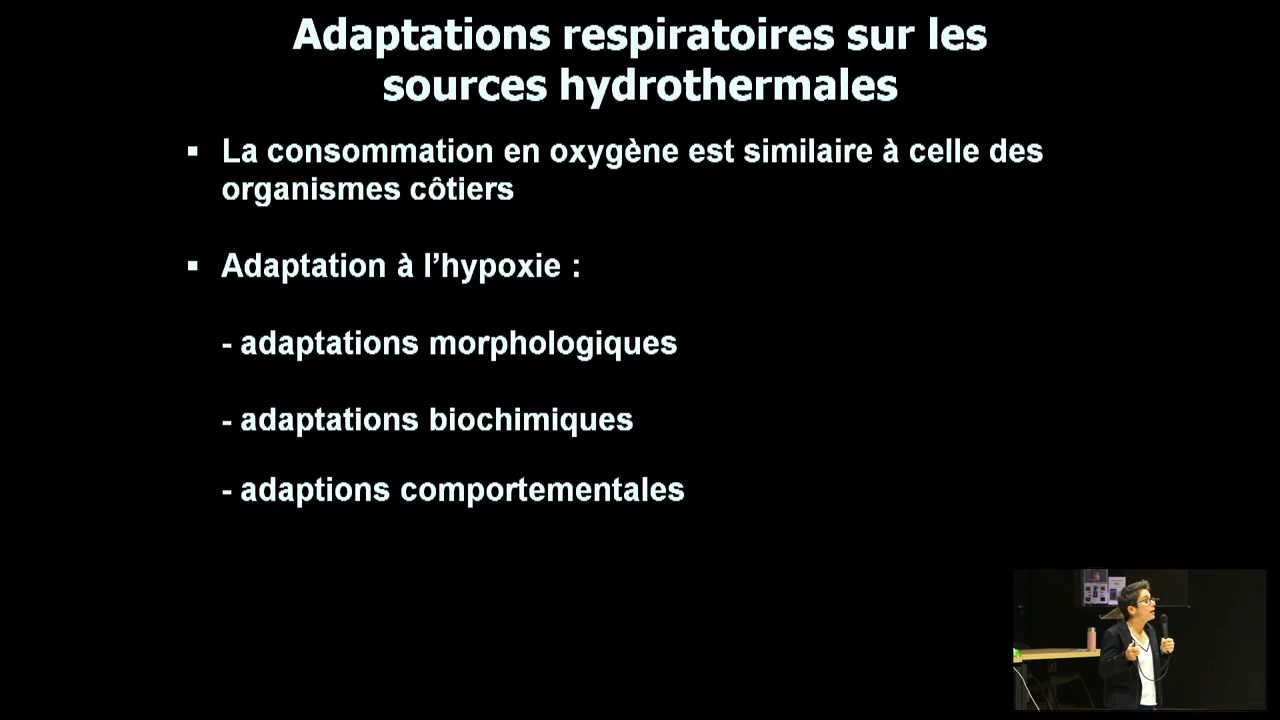 Adaptations respiratoires sur les
sources hydrothermales
▪ La consommation en oxygène est similaire à celle des
organismes côtiers
▪ Adaptation à l’hypoxie :
- adaptations morphologiques
- adaptations biochimiques
- adaptions comportementales